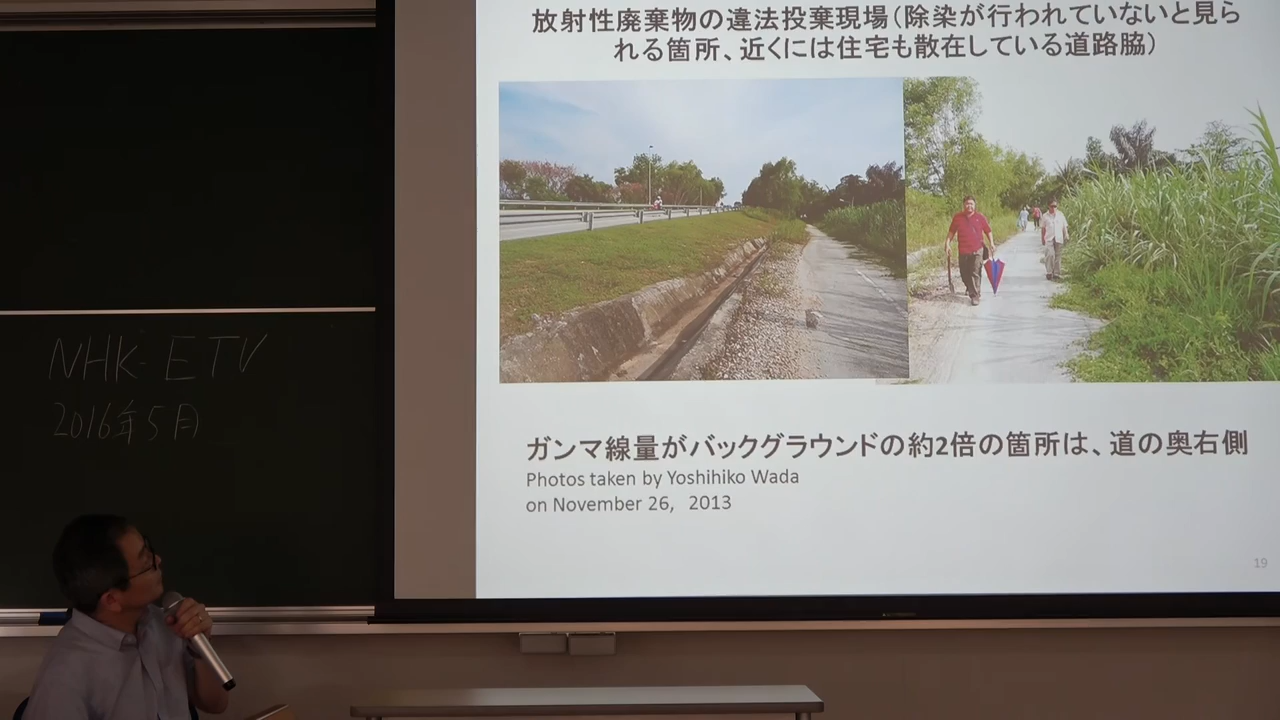 放射性廃棄物の違法投棄現場(除染が行われていないと見ら
れる箇所、近くには住宅も散在している道路脇)
NHK-ETV
2016年5月
ガンマ線量がバックグラウンドの約2倍の箇所は、道の奥右側
Photos taken by Yoshihiko Wada
on November 26, 2013
19